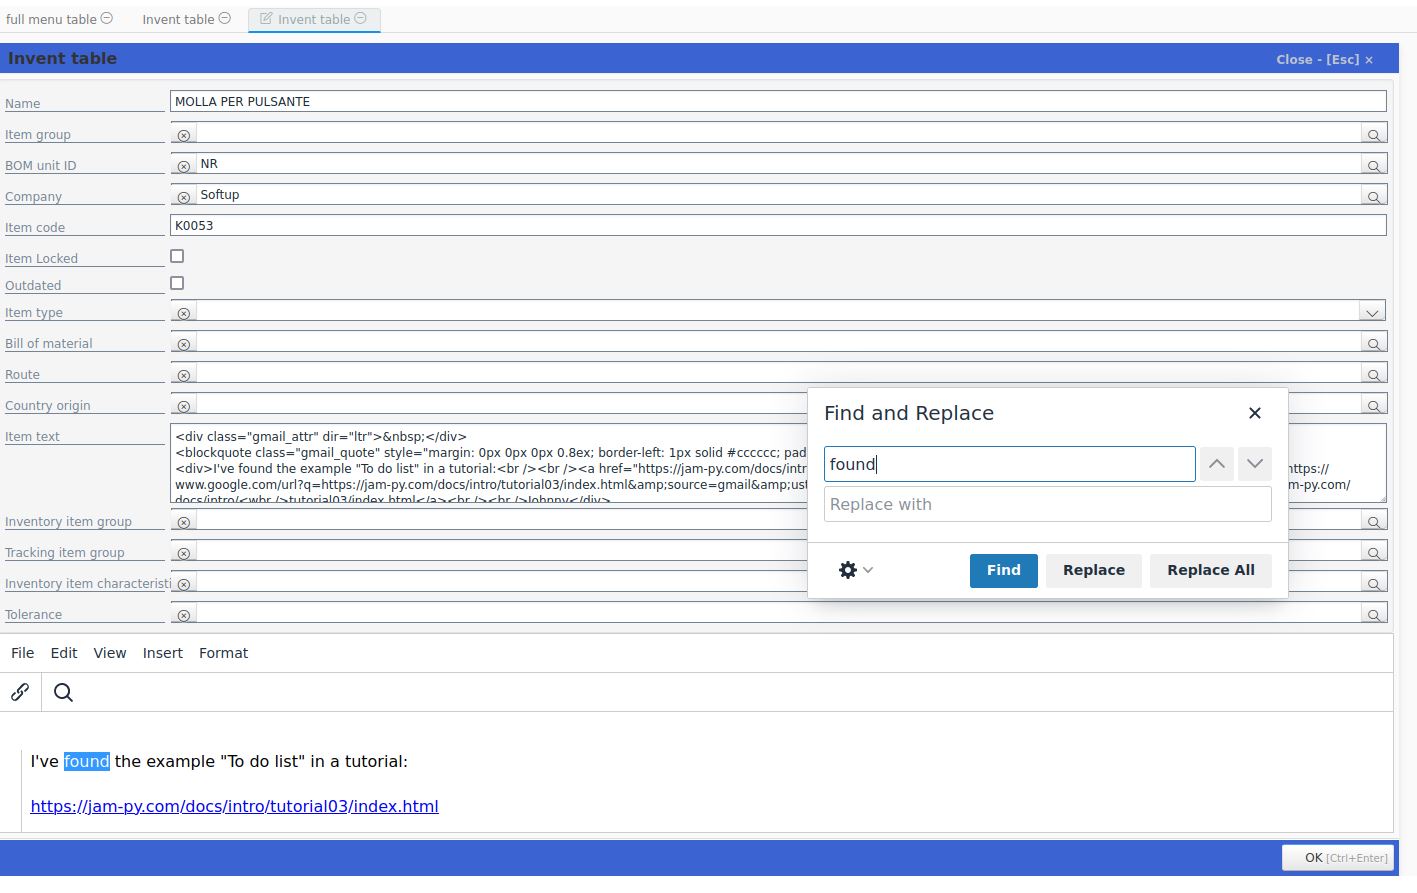 full menu table
Invent table
Invent table
Invent table
Close - [Esc] ×
Name
MOLLA PER PULSANTE
Item group
BOM unit ID
NR
Company
Softup
Item code
K0053
Item Locked
Outdated
Item type
Bill of material
Route
Country origin
Item text
<div class="gmail_attr" dir="ltr">&nbsp;</div>
<blockquote class="gmail_quote" style="margin: 0px 0px 0px 0.8ex; border-left: 1px solid #cccccc; pad
<div>I've found the example "To do list" in a tutorial:<br /><br /><a href="https://jam-py.com/docs/intr https://
www.google.com/url?q=https://jam-py.com/docs/intro/tutorial03/index.html&amp;source=gmail&amp;ust m-py.com/
docs/intro/<wbr />tutorial03/index.html</a><br /><br />Johnny</div>
Inventory item group
Tracking item group
Inventory item characteristi
Tolerance
Find and Replace
found
Replace with
Find
Replace
Replace All
File Edit View Insert Format
I've found the example "To do list" in a tutorial:
https://jam-py.com/docs/intro/tutorial03/index.html
OK [Ctrl+Enter]